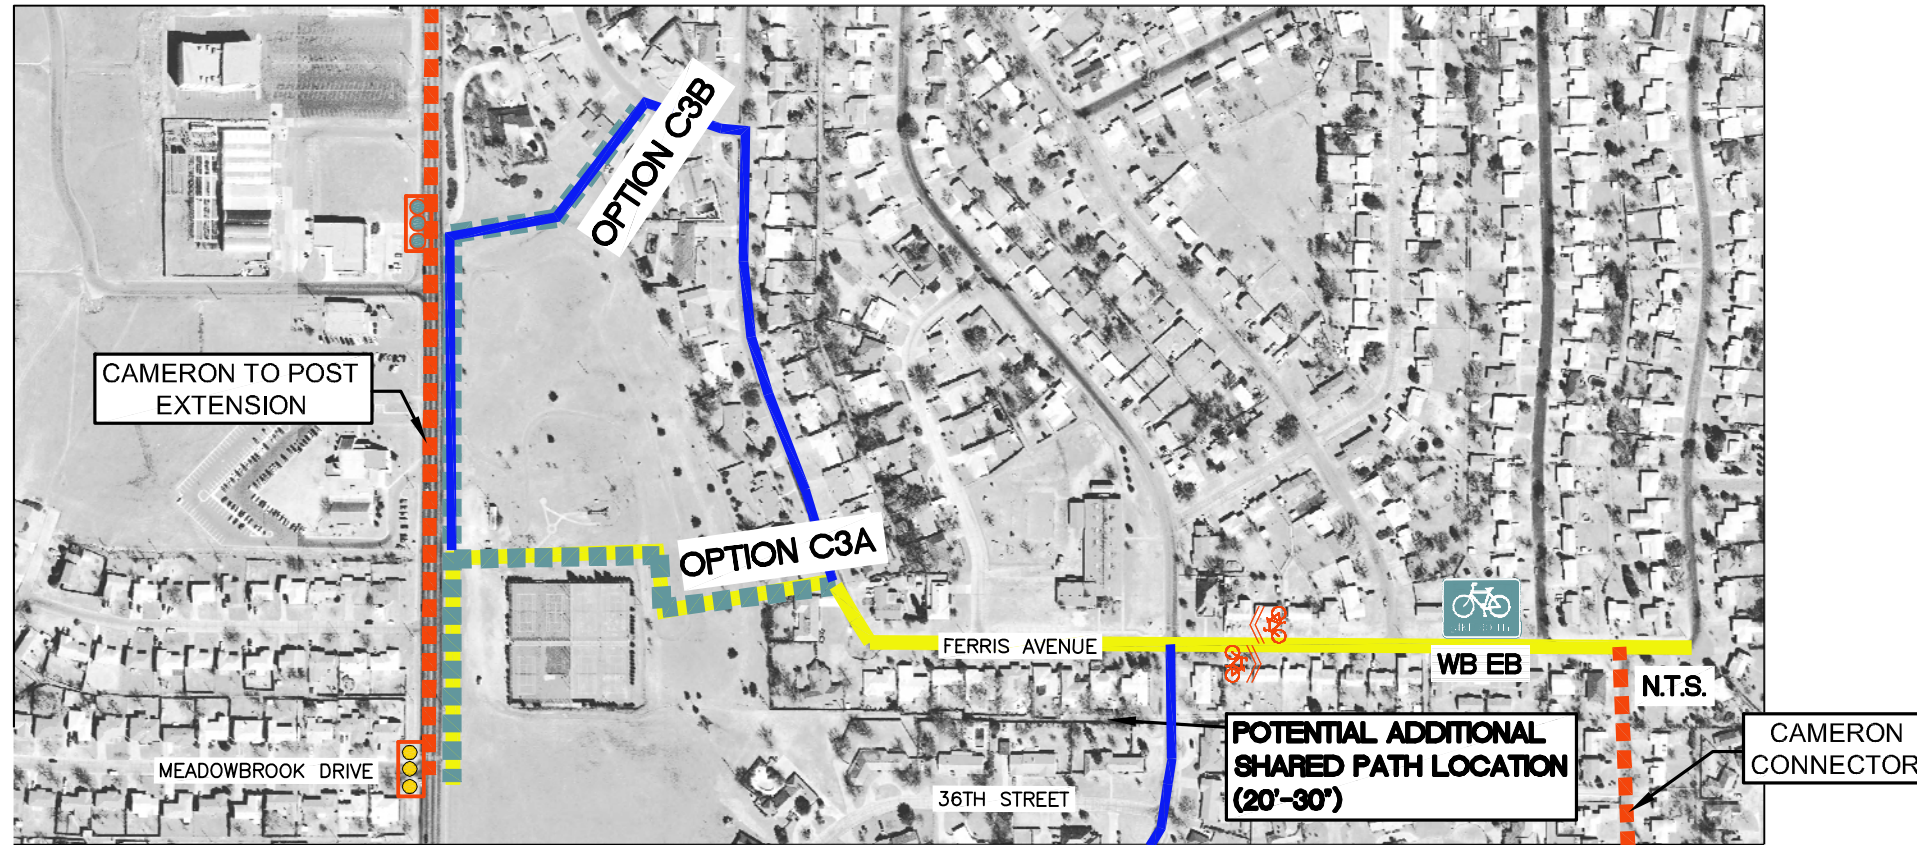 OPTION C3B
CAMERON TO POST
EXTENSION
OPTION C3A
FERRIS AVENUE
WB EB
N.T.S.
POTENTIAL ADDITIONAL
SHARED PATH LOCATION
(20'-30')
CAMERON
CONNECTOR
MEADOWBROOK DRIVE
36TH STREET